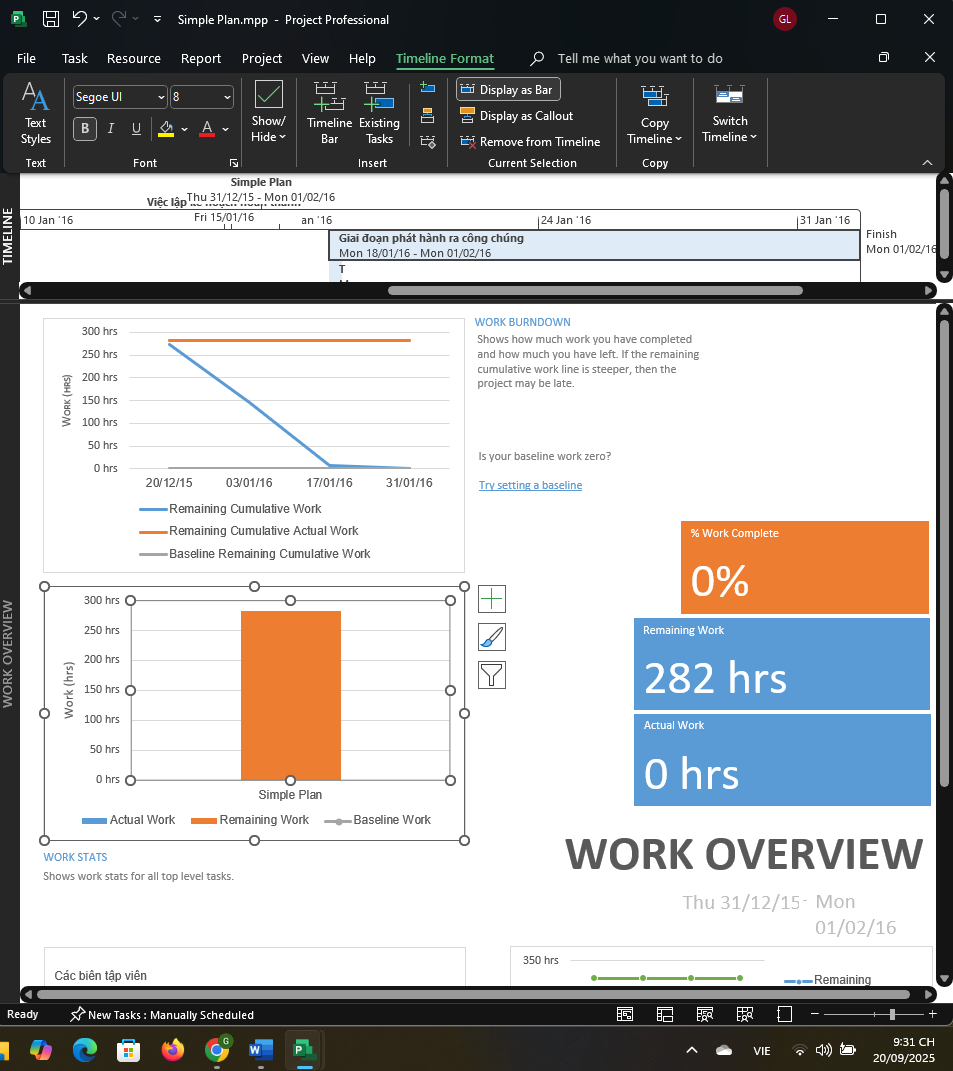 Simple Plan.mpp - Project Professional
GL
File Task Resource Report Project View Help Timeline Format Tell me what you want to do
Text Styles
Segoe UI 8
B I U A
Show/ Hide
Timeline Bar
Existing Tasks
Display as Bar
Display as Callout
Remove from Timeline
Copy Timeline
Switch Timeline
Text Font Insert Current Selection Copy
TIMELINE
Simple Plan
Thu 31/12/15 - Mon 01/02/16
Việc lập kế hoạch hoàn thành
Fri 15/01/16
10 Jan '16 an '16 24 Jan '16 31 Jan '16
Giai đoạn phát hành ra công chúng
Mon 18/01/16 - Mon 01/02/16
Finish
Mon 01/02/16
T
WORK OVERVIEW
300 hrs
250 hrs
200 hrs
150 hrs
100 hrs
50 hrs
0 hrs
WORK (HRS)
20/12/15 03/01/16 17/01/16 31/01/16
Remaining Cumulative Work
Remaining Cumulative Actual Work
Baseline Remaining Cumulative Work
WORK BURNDOWN
Shows how much work you have completed
and how much you have left. If the remaining
cumulative work line is steeper, then the
project may be late.
Is your baseline work zero?
Try setting a baseline
% Work Complete
0%
Remaining Work
282 hrs
Actual Work
0 hrs
300 hrs
250 hrs
200 hrs
150 hrs
100 hrs
50 hrs
0 hrs
Work (hrs)
Simple Plan
Actual Work Remaining Work Baseline Work
WORK STATS
Shows work stats for all top level tasks.
WORK OVERVIEW
Thu 31/12/15 - Mon
01/02/16
Các biên tập viên
350 hrs
Remaining
Ready New Tasks : Manually Scheduled
G
VIE
9:31 CH
20/09/2025